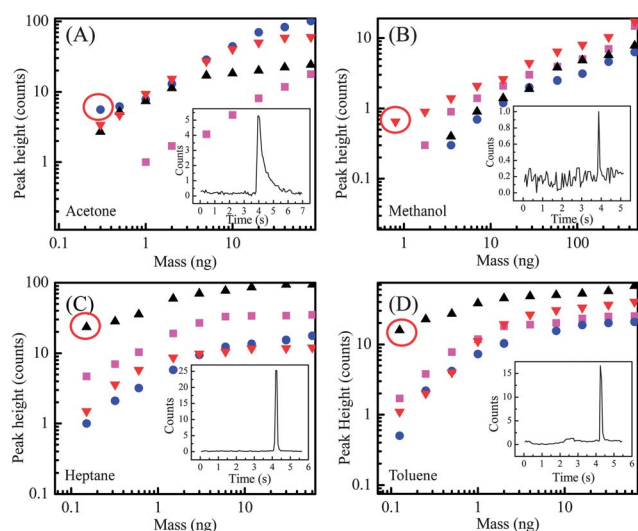 (A)
100
10
1
Peak height (counts)
6
5
4
3
2
1
0
Counts
0 1 2 3 4 5 6 7
Time (s)
Acetone
0.1 1 10
Mass (ng)
(B)
10
1
0.1
Peak height (counts)
1.2
1.0
0.8
0.6
0.4
0.2
0.0
Counts
0 1 2 3 4 5
Time (s)
Methanol
1 10 100
Mass (ng)
(C)
100
10
1
0.1
Peak height (counts)
25
20
15
10
5
0
Counts
0 1 2 3 4 5 6
Time (s)
Heptane
0.1 1 10
Mass (ng)
(D)
10
1
0.1
Peak Height (counts)
15
10
5
0
Counts
0 1 2 3 4 5 6
Time (s)
Toluene
0.1 1 10
Mass (ng)